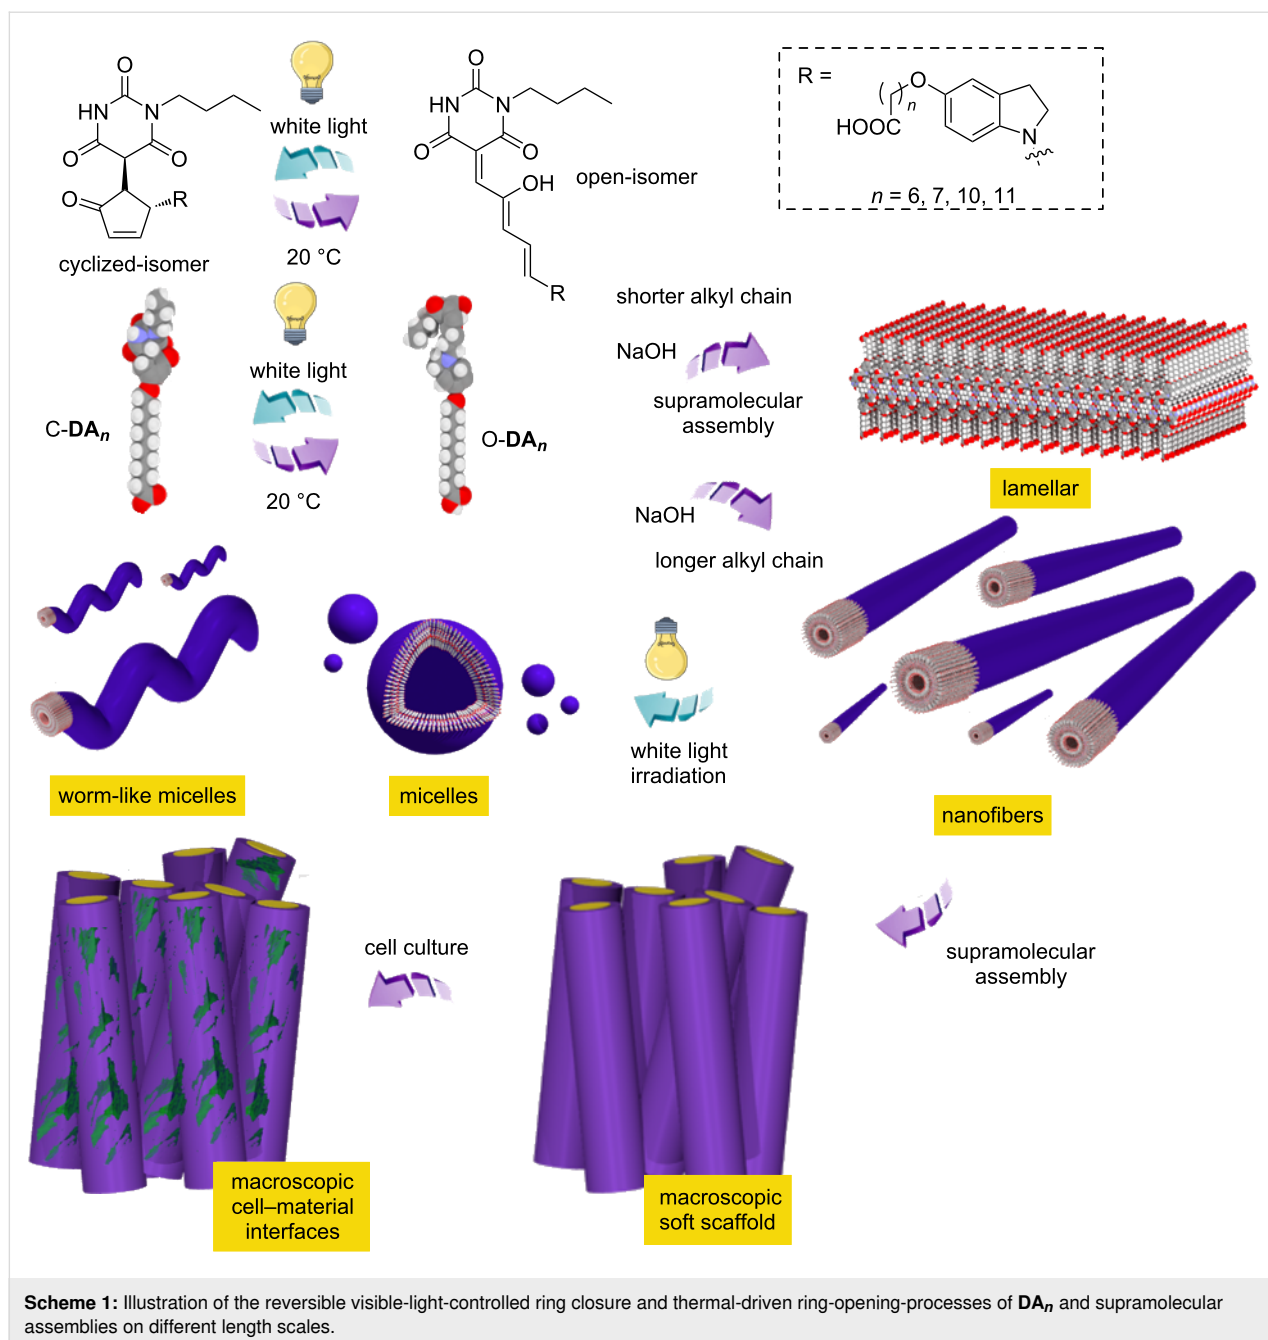 O
HN
N
O
O
O
R
cyclized-isomer
white light
20 °C
O
HN
N
O
O
OH
R
open-isomer
R =
O
( )n
HOOC
N
n = 6, 7, 10, 11
C-DAn
white light
20 °C
O-DAn
shorter alkyl chain
NaOH
supramolecular
assembly
lamellar
NaOH
longer alkyl chain
worm-like micelles
micelles
white light
irradiation
nanofibers
cell culture
supramolecular
assembly
macroscopic
cell–material
interfaces
macroscopic
soft scaffold
Scheme 1: Illustration of the reversible visible-light-controlled ring closure and thermal-driven ring-opening-processes of DAn and supramolecular
assemblies on different length scales.